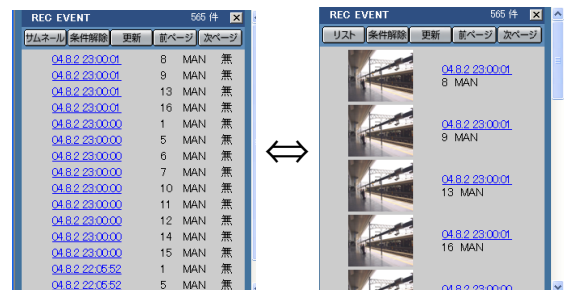 REC EVENT 565 件
サムネール 条件解除 更新 前ページ 次ページ
04.8.2 23:00:01 8 MAN 無
04.8.2 23:00:01 9 MAN 無
04.8.2 23:00:01 13 MAN 無
04.8.2 23:00:01 16 MAN 無
04.8.2 23:00:00 1 MAN 無
04.8.2 23:00:00 5 MAN 無
04.8.2 23:00:00 6 MAN 無
04.8.2 23:00:00 7 MAN 無
04.8.2 23:00:00 10 MAN 無
04.8.2 23:00:00 11 MAN 無
04.8.2 23:00:00 12 MAN 無
04.8.2 23:00:00 14 MAN 無
04.8.2 23:00:00 15 MAN 無
04.8.2 22:05:52 1 MAN 無
04.8.2 22:05:52 5 MAN 無
REC EVENT 565 件
リスト 条件解除 更新 前ページ 次ページ
04.8.2 23:00:01
8 MAN
04.8.2 23:00:01
9 MAN
04.8.2 23:00:01
13 MAN
04.8.2 23:00:01
16 MAN
04.8.2 23:00:00